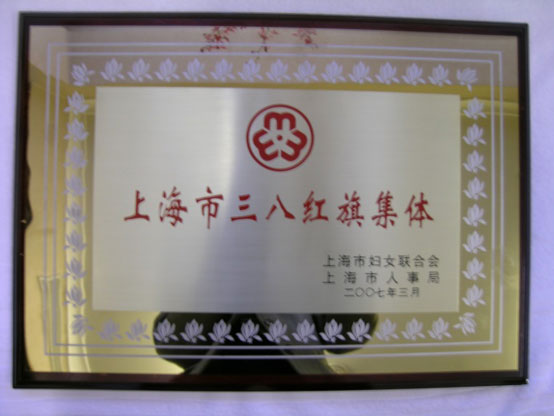 上海市三八红旗集体
上海市妇女联合会
上海市人事局
二〇〇七年三月